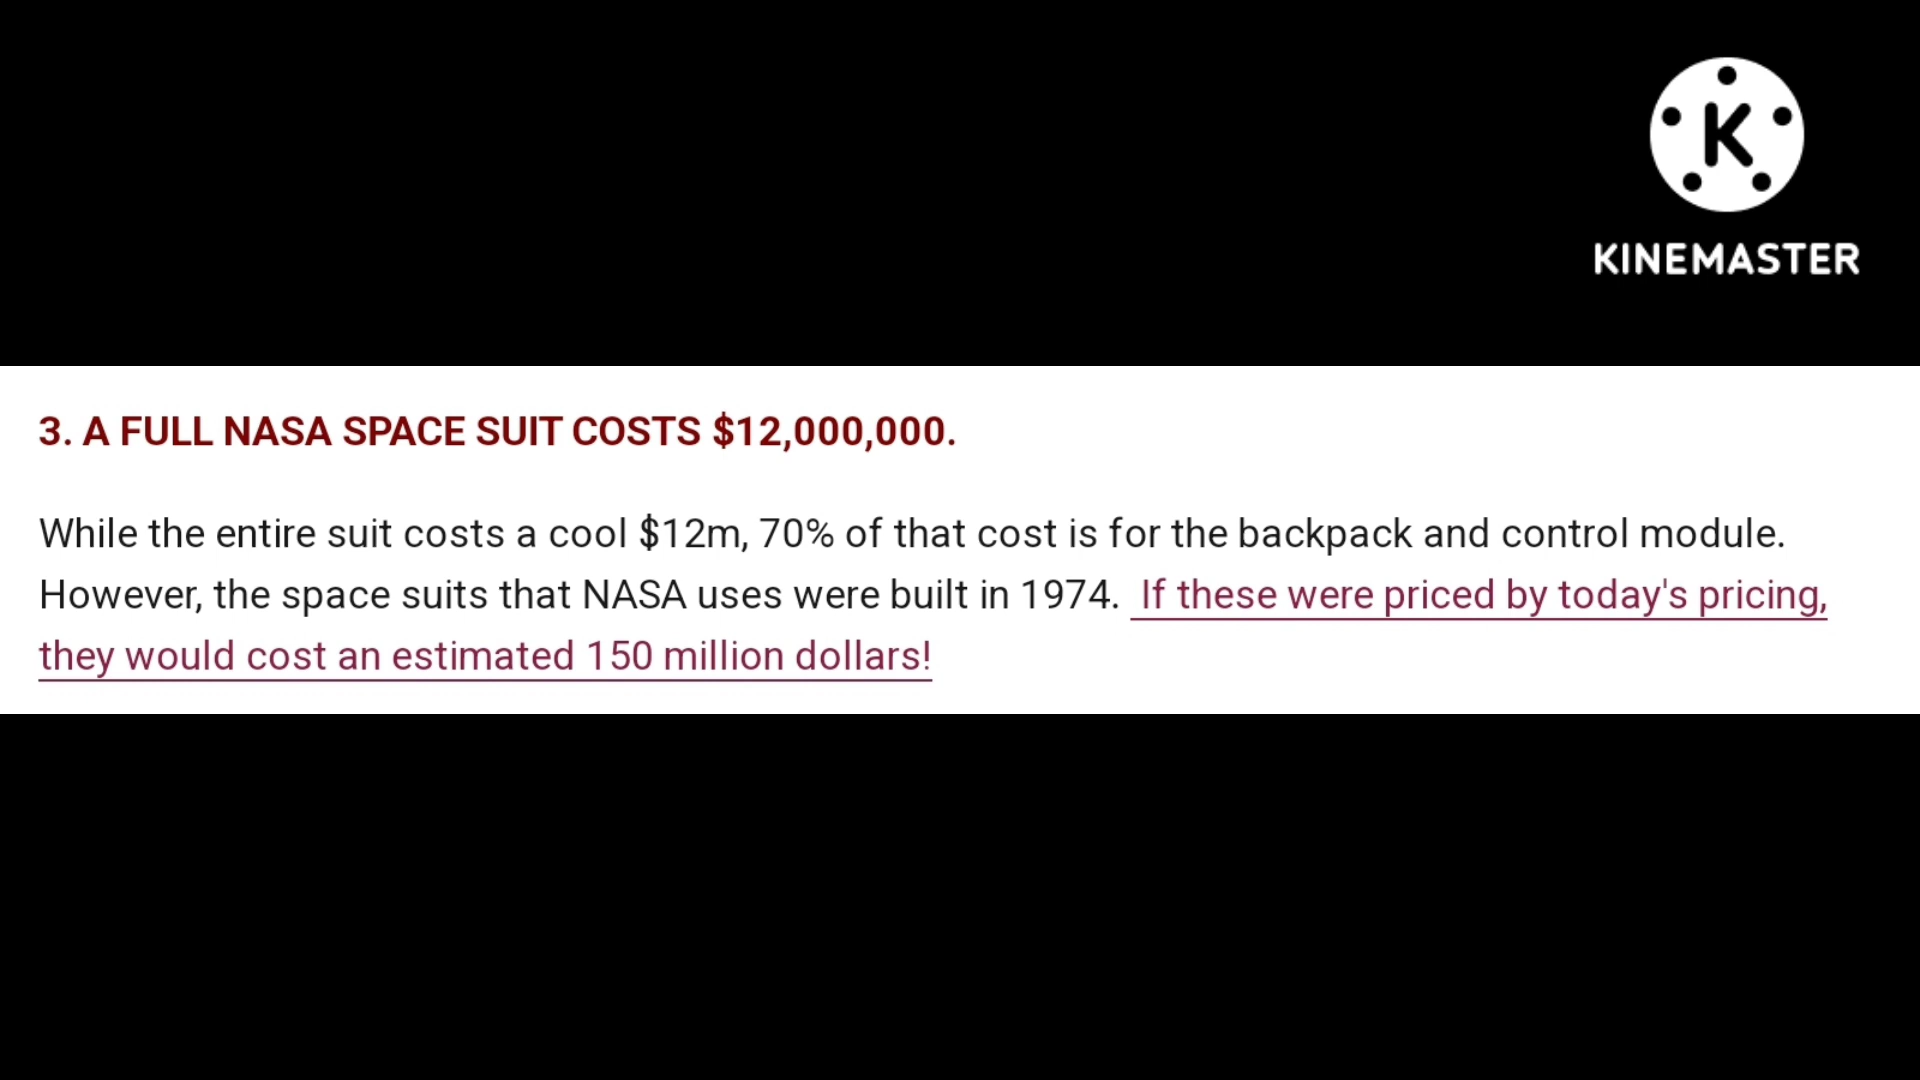 K
KINEMASTER
3. A FULL NASA SPACE SUIT COSTS $12,000,000.
While the entire suit costs a cool $12m, 70% of that cost is for the backpack and control module.
However, the space suits that NASA uses were built in 1974. If these were priced by today's pricing,
they would cost an estimated 150 million dollars!